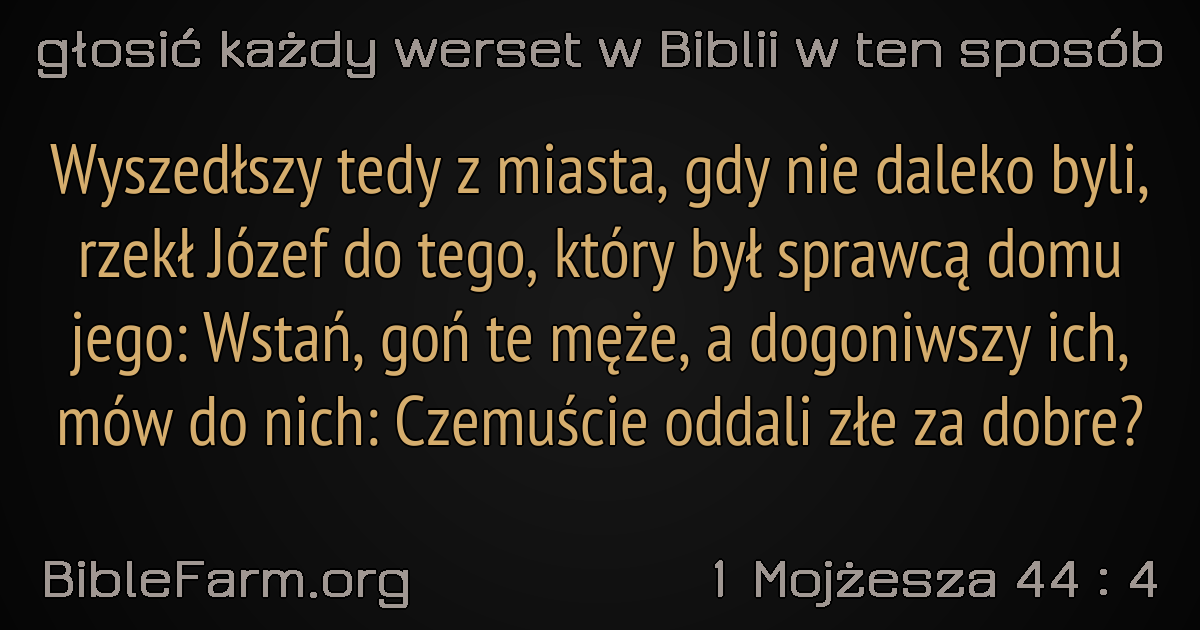 głosić każdy werset w Biblii w ten sposób
Wyszedłszy tedy z miasta, gdy nie daleko byli,
rzekł Józef do tego, który był sprawcą domu
jego: Wstań, goń te męże, a dogoniwszy ich,
mów do nich: Czemuście oddali złe za dobre?
BibleFarm.org
1 Mojżesza 44 : 4